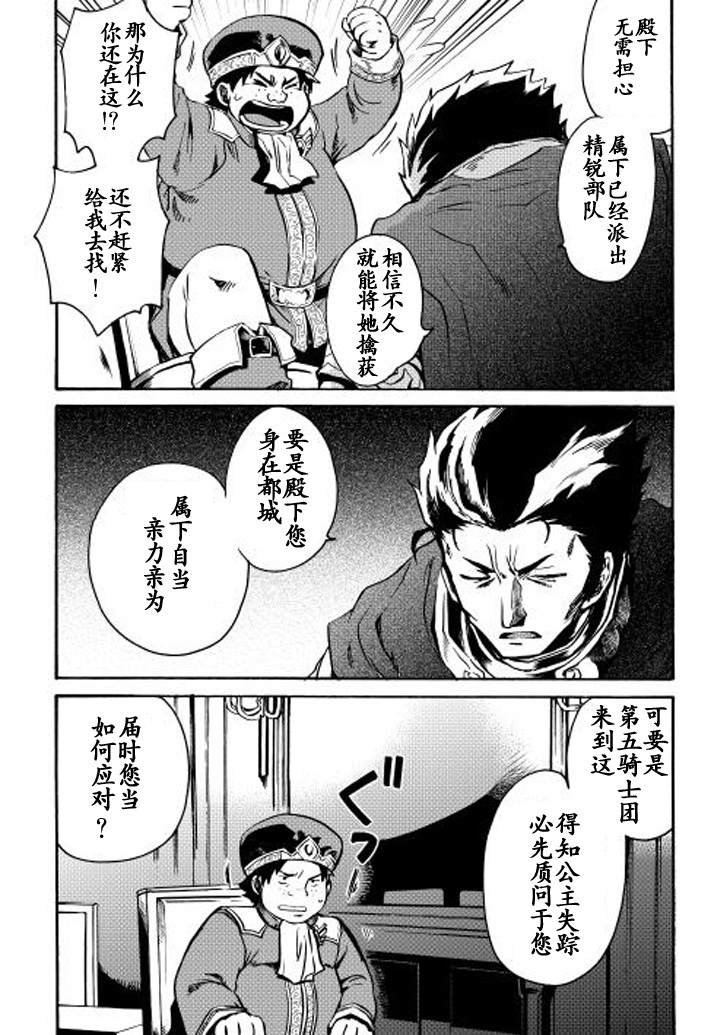 殿下
无需担心
属下已经派出
精锐部队
相信不久
就能将她擒获
那为什么
你还在这!?
还不赶紧
给我去找！
要是殿下您
身在都城
属下自当
亲力亲为
可要是
第五骑士团
来到这
得知公主失踪
必先质问于您
届时您当
如何应对？